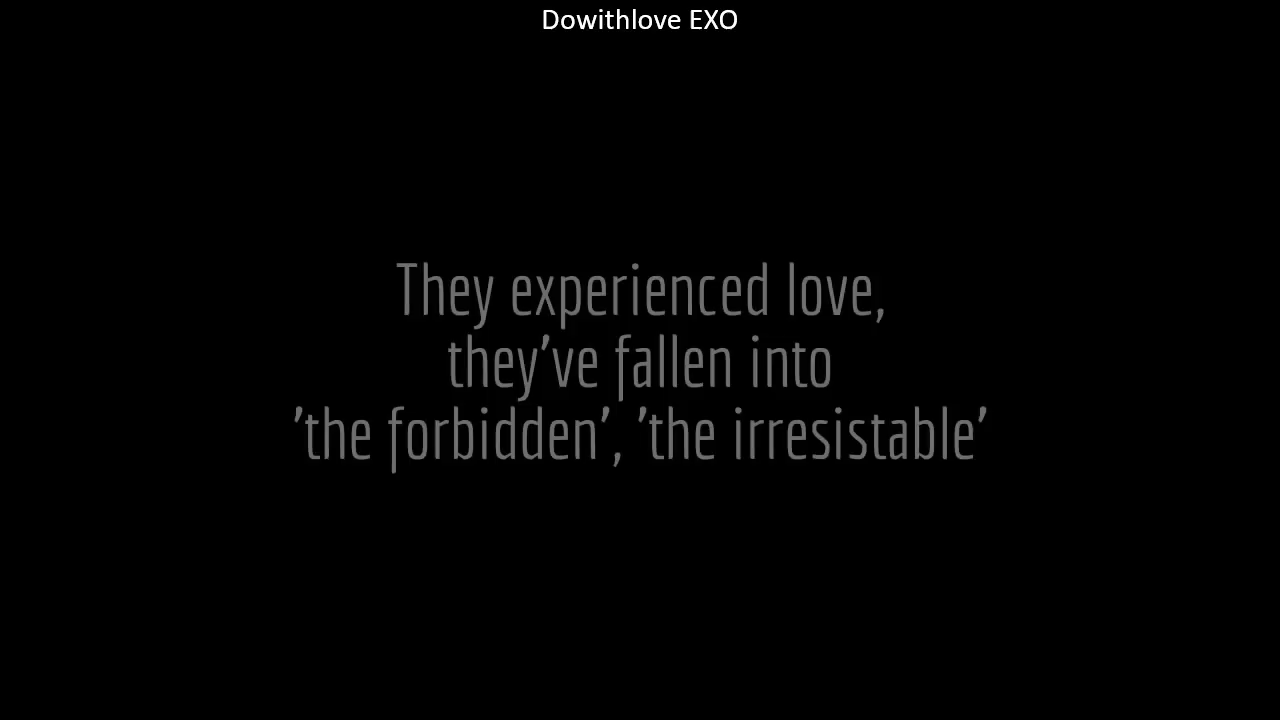 Dowithlove EXO
They experienced love,
they've fallen into
'the forbidden', 'the irresistable'